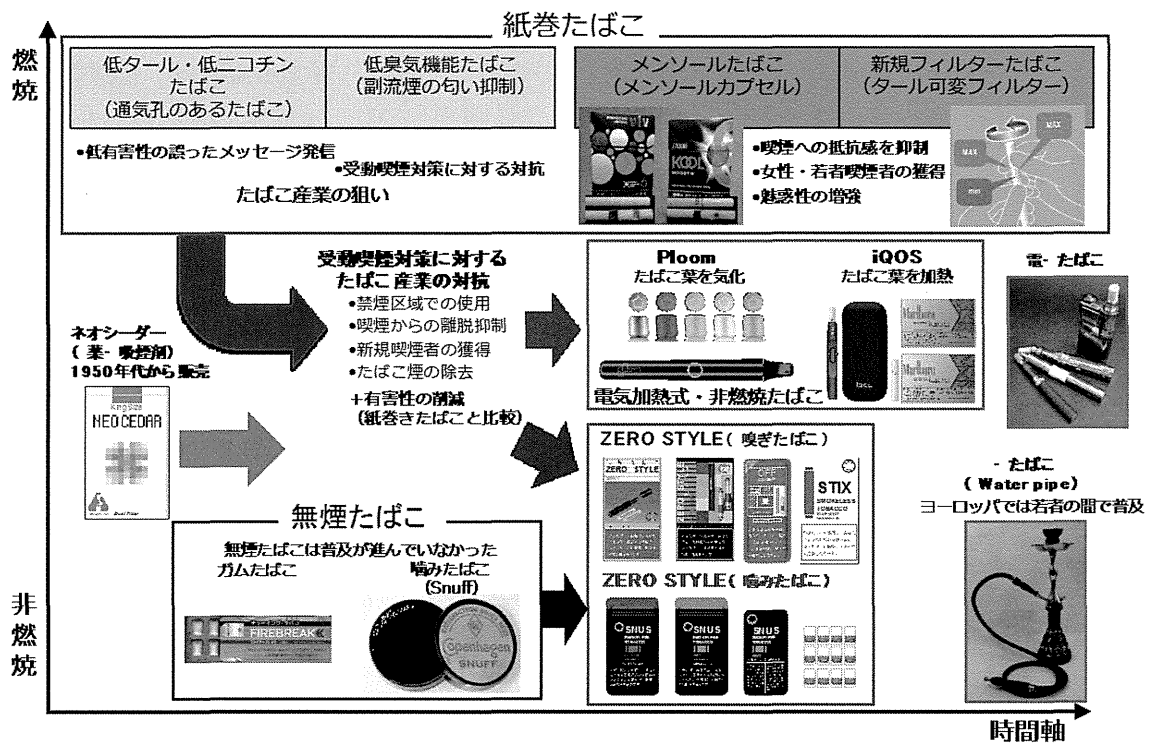 紙巻たばこ
燃焼
低タール・低ニコチン
たばこ
(通気孔のあるたばこ)
低臭気機能たばこ
(副流煙の匂い抑制)
メンソールたばこ
(メンソールカプセル)
新規フィルターたばこ
(タール可変フィルター)
•低有害性の誤ったメッセージ発信
•受動喫煙対策に対する対抗
たばこ産業の狙い
KOOL
•喫煙への抵抗感を抑制
•女性・若者喫煙者の獲得
•魅惑性の増強
MAX
MAX
min
受動喫煙対策に対する
たばこ産業の対抗
•禁煙区域での使用
•喫煙からの離脱抑制
•新規喫煙者の獲得
•たばこ煙の除去
+有害性の削減
(紙巻きたばこと比較)
Ploom
たばこ葉を気化
iQOS
たばこ葉を加熱
Marlboro
Marlboro
電気加熱式・非燃焼たばこ
電-たばこ
ネオシーダー
(薬-吸煙剤)
1950年代から販売
KingSize
NEO CEDAR
ZERO STYLE(嗅ぎたばこ)
ZERO STYLE
STIX
SMOKELESS
TOBACCO
-たばこ
(Water pipe)
ヨーロッパでは若者の間で普及
無煙たばこ
無煙たばこは普及が進んでいなかった
ガムたばこ
噛みたばこ
(Snuff)
FIREBREAK
Copenhagen
SNUFF
ZERO STYLE(噛みたばこ)
SNUS
SNUS
SNUS
非燃焼
時間軸